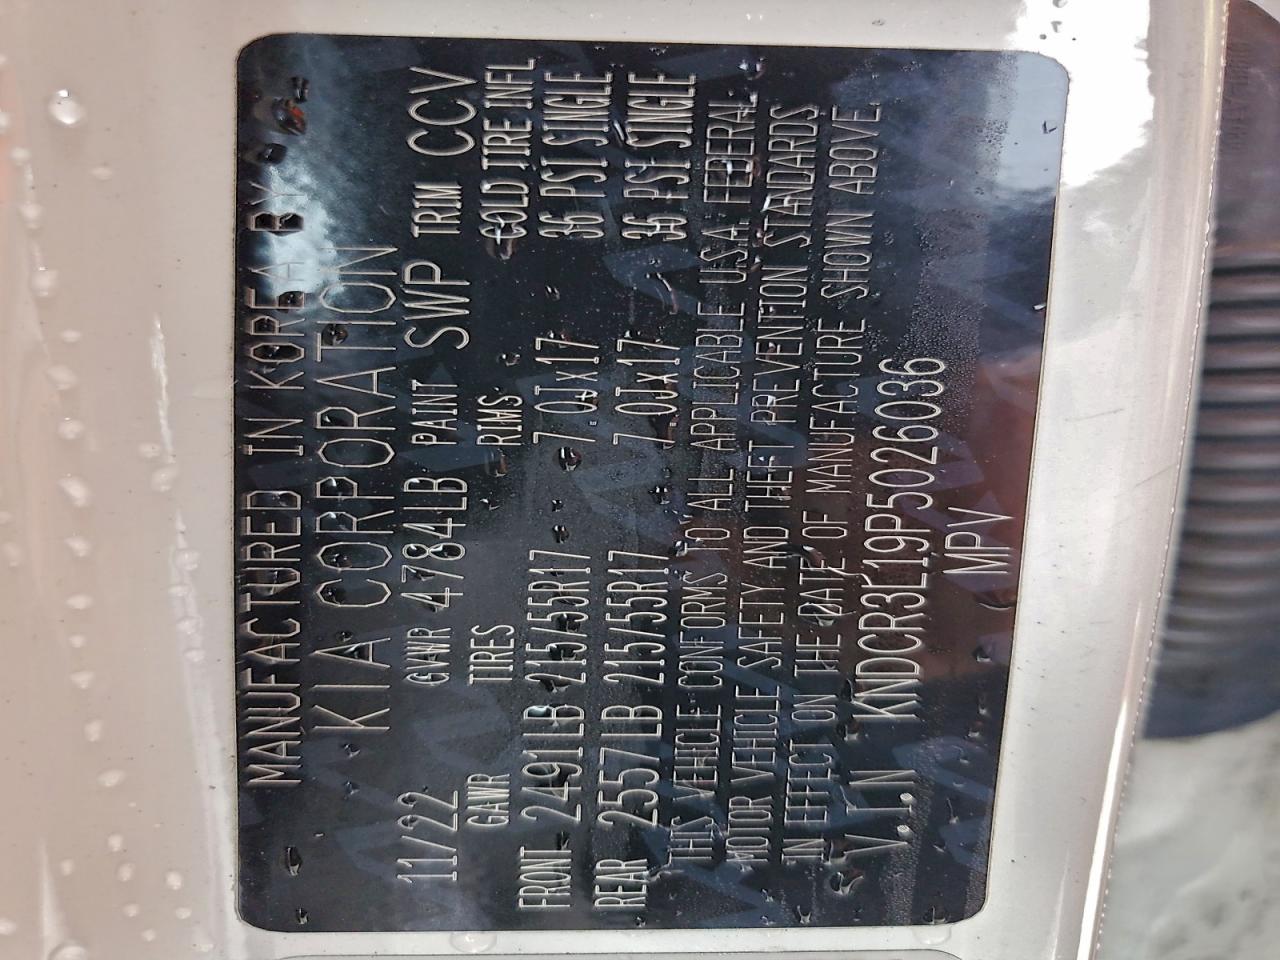 MANUFACTURED IN KOREA BY
KIA CORPORATION
11/22 GVWR 4784LB PAINT SWP TRIM CCV
GAWR TIRES RIMS COLD TIRE INFL
FRONT 2491LB 215/55R17 7.0Jx17 36 PSI SINGLE
REAR 2557LB 215/55R17 7.0Jx17 36 PSI SINGLE
THIS VEHICLE CONFORMS TO ALL APPLICABLE U.S.A. FEDERAL
MOTOR VEHICLE SAFETY AND THEFT PREVENTION STANDARDS
IN EFFECT ON THE DATE OF MANUFACTURE SHOWN ABOVE.
V.I.N KNDCR3L19P5026036
MPV